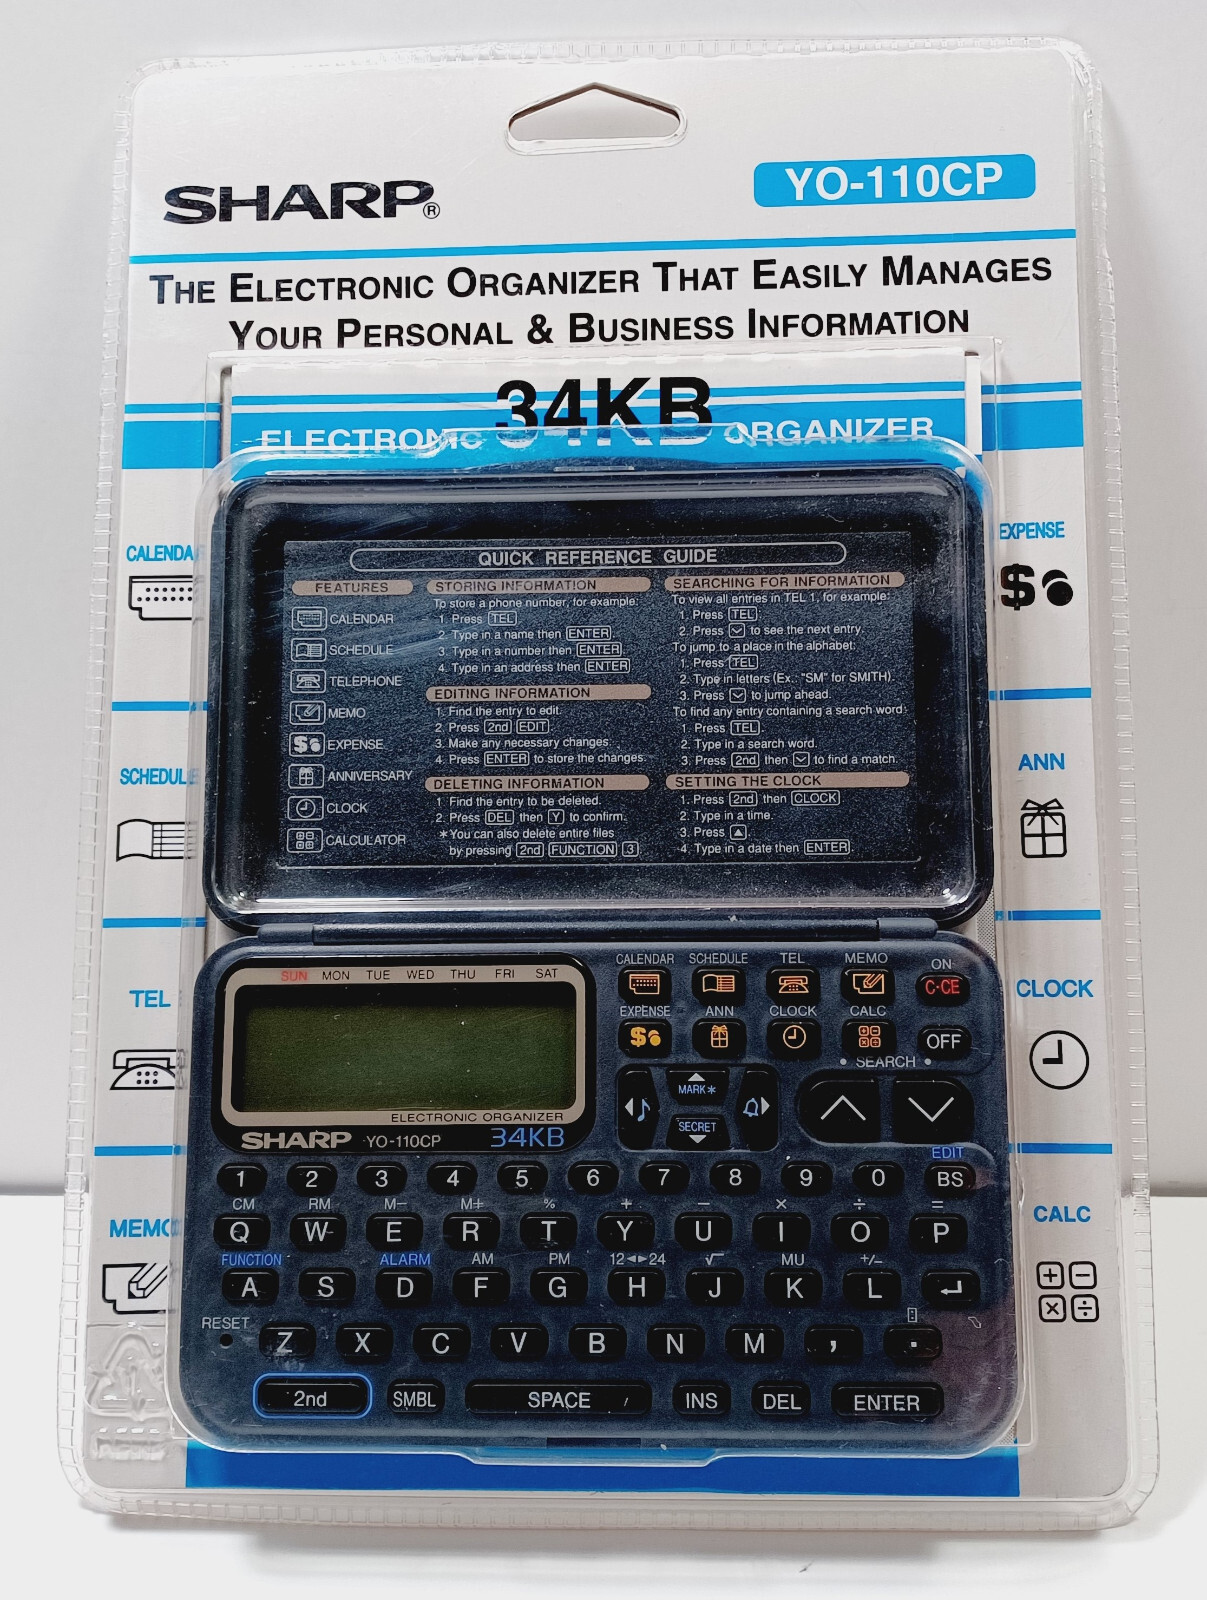 SHARP®
YO-110CP
THE ELECTRONIC ORGANIZER THAT EASILY MANAGES
YOUR PERSONAL & BUSINESS INFORMATION
34KB
ELECTRONIC ORGANIZER
CALENDA
SCHEDUL
TEL
MEMO
EXPENSE
$
ANN
CLOCK
CALC
+ −
× ÷
QUICK REFERENCE GUIDE
FEATURES
CALENDAR
SCHEDULE
TELEPHONE
MEMO
$ EXPENSE
ANNIVERSARY
CLOCK
CALCULATOR
STORING INFORMATION
To store a phone number, for example:
1. Press TEL
2. Type in a name then ENTER.
3. Type in a number then ENTER.
4. Type in an address then ENTER.
EDITING INFORMATION
1. Find the entry to edit.
2. Press 2nd EDIT.
3. Make any necessary changes.
4. Press ENTER to store the changes.
DELETING INFORMATION
1. Find the entry to be deleted.
2. Press DEL then Y to confirm.
*You can also delete entire files
by pressing 2nd FUNCTION 3.
SEARCHING FOR INFORMATION
To view all entries in TEL 1, for example:
1. Press TEL.
2. Press ∨ to see the next entry.
To jump to a place in the alphabet:
1. Press TEL.
2. Type in letters (Ex.: "SM" for SMITH).
3. Press ∨ to jump ahead.
To find any entry containing a search word:
1. Press TEL.
2. Type in a search word.
3. Press 2nd then ∨ to find a match.
SETTING THE CLOCK
1. Press 2nd then CLOCK.
2. Type in a time.
3. Press ▲.
4. Type in a date then ENTER.
SUN MON TUE WED THU FRI SAT
ELECTRONIC ORGANIZER
SHARP YO-110CP 34KB
CALENDAR SCHEDULE TEL MEMO ON
C·CE
EXPENSE ANN CLOCK CALC
$ OFF
• SEARCH •
MARK*
SECRET
EDIT
1 2 3 4 5 6 7 8 9 0 BS
CM RM M− M+ % + − × ÷ =
Q W E R T Y U I O P
FUNCTION ALARM AM PM 12◄►24 √ MU +/−
A S D F G H J K L ↵
RESET
Z X C V B N M , .
2nd SMBL SPACE INS DEL ENTER